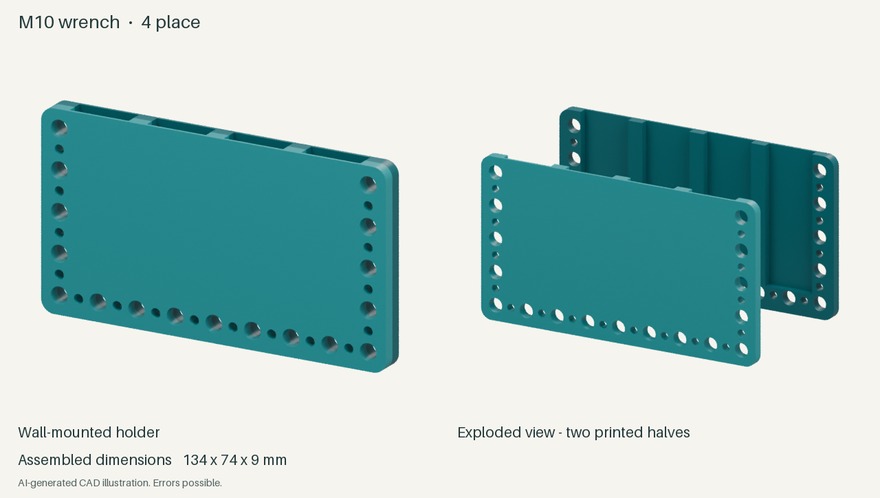 M10 wrench · 4 place
Wall-mounted holder
Exploded view - two printed halves
Assembled dimensions 134 x 74 x 9 mm
AI-generated CAD illustration. Errors possible.